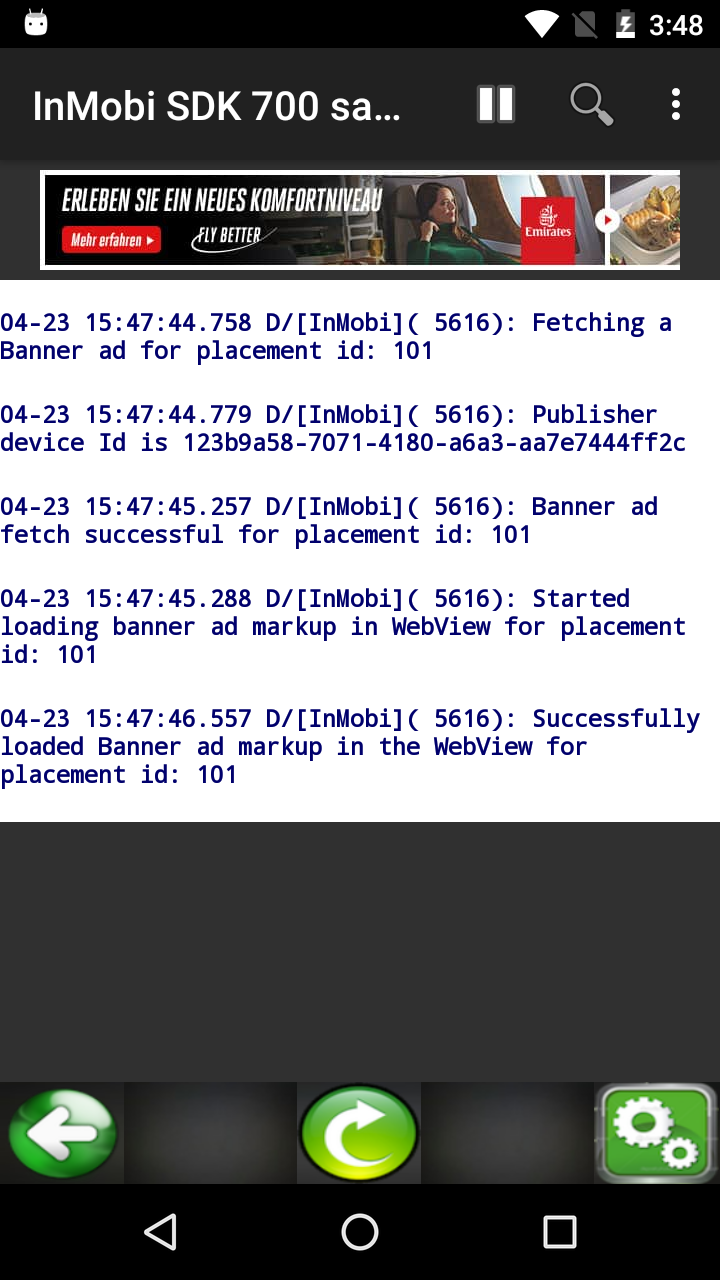 3:48
InMobi SDK 700 sa...
ERLEBEN SIE EIN NEUES KOMFORTNIVEAU
Mehr erfahren
FLY BETTER
Emirates
04-23 15:47:44.758 D/[InMobi]( 5616): Fetching a
Banner ad for placement id: 101
04-23 15:47:44.779 D/[InMobi]( 5616): Publisher
device Id is 123b9a58-7071-4180-a6a3-aa7e7444ff2c
04-23 15:47:45.257 D/[InMobi]( 5616): Banner ad
fetch successful for placement id: 101
04-23 15:47:45.288 D/[InMobi]( 5616): Started
loading banner ad markup in WebView for placement
id: 101
04-23 15:47:46.557 D/[InMobi]( 5616): Successfully
loaded Banner ad markup in the WebView for
placement id: 101